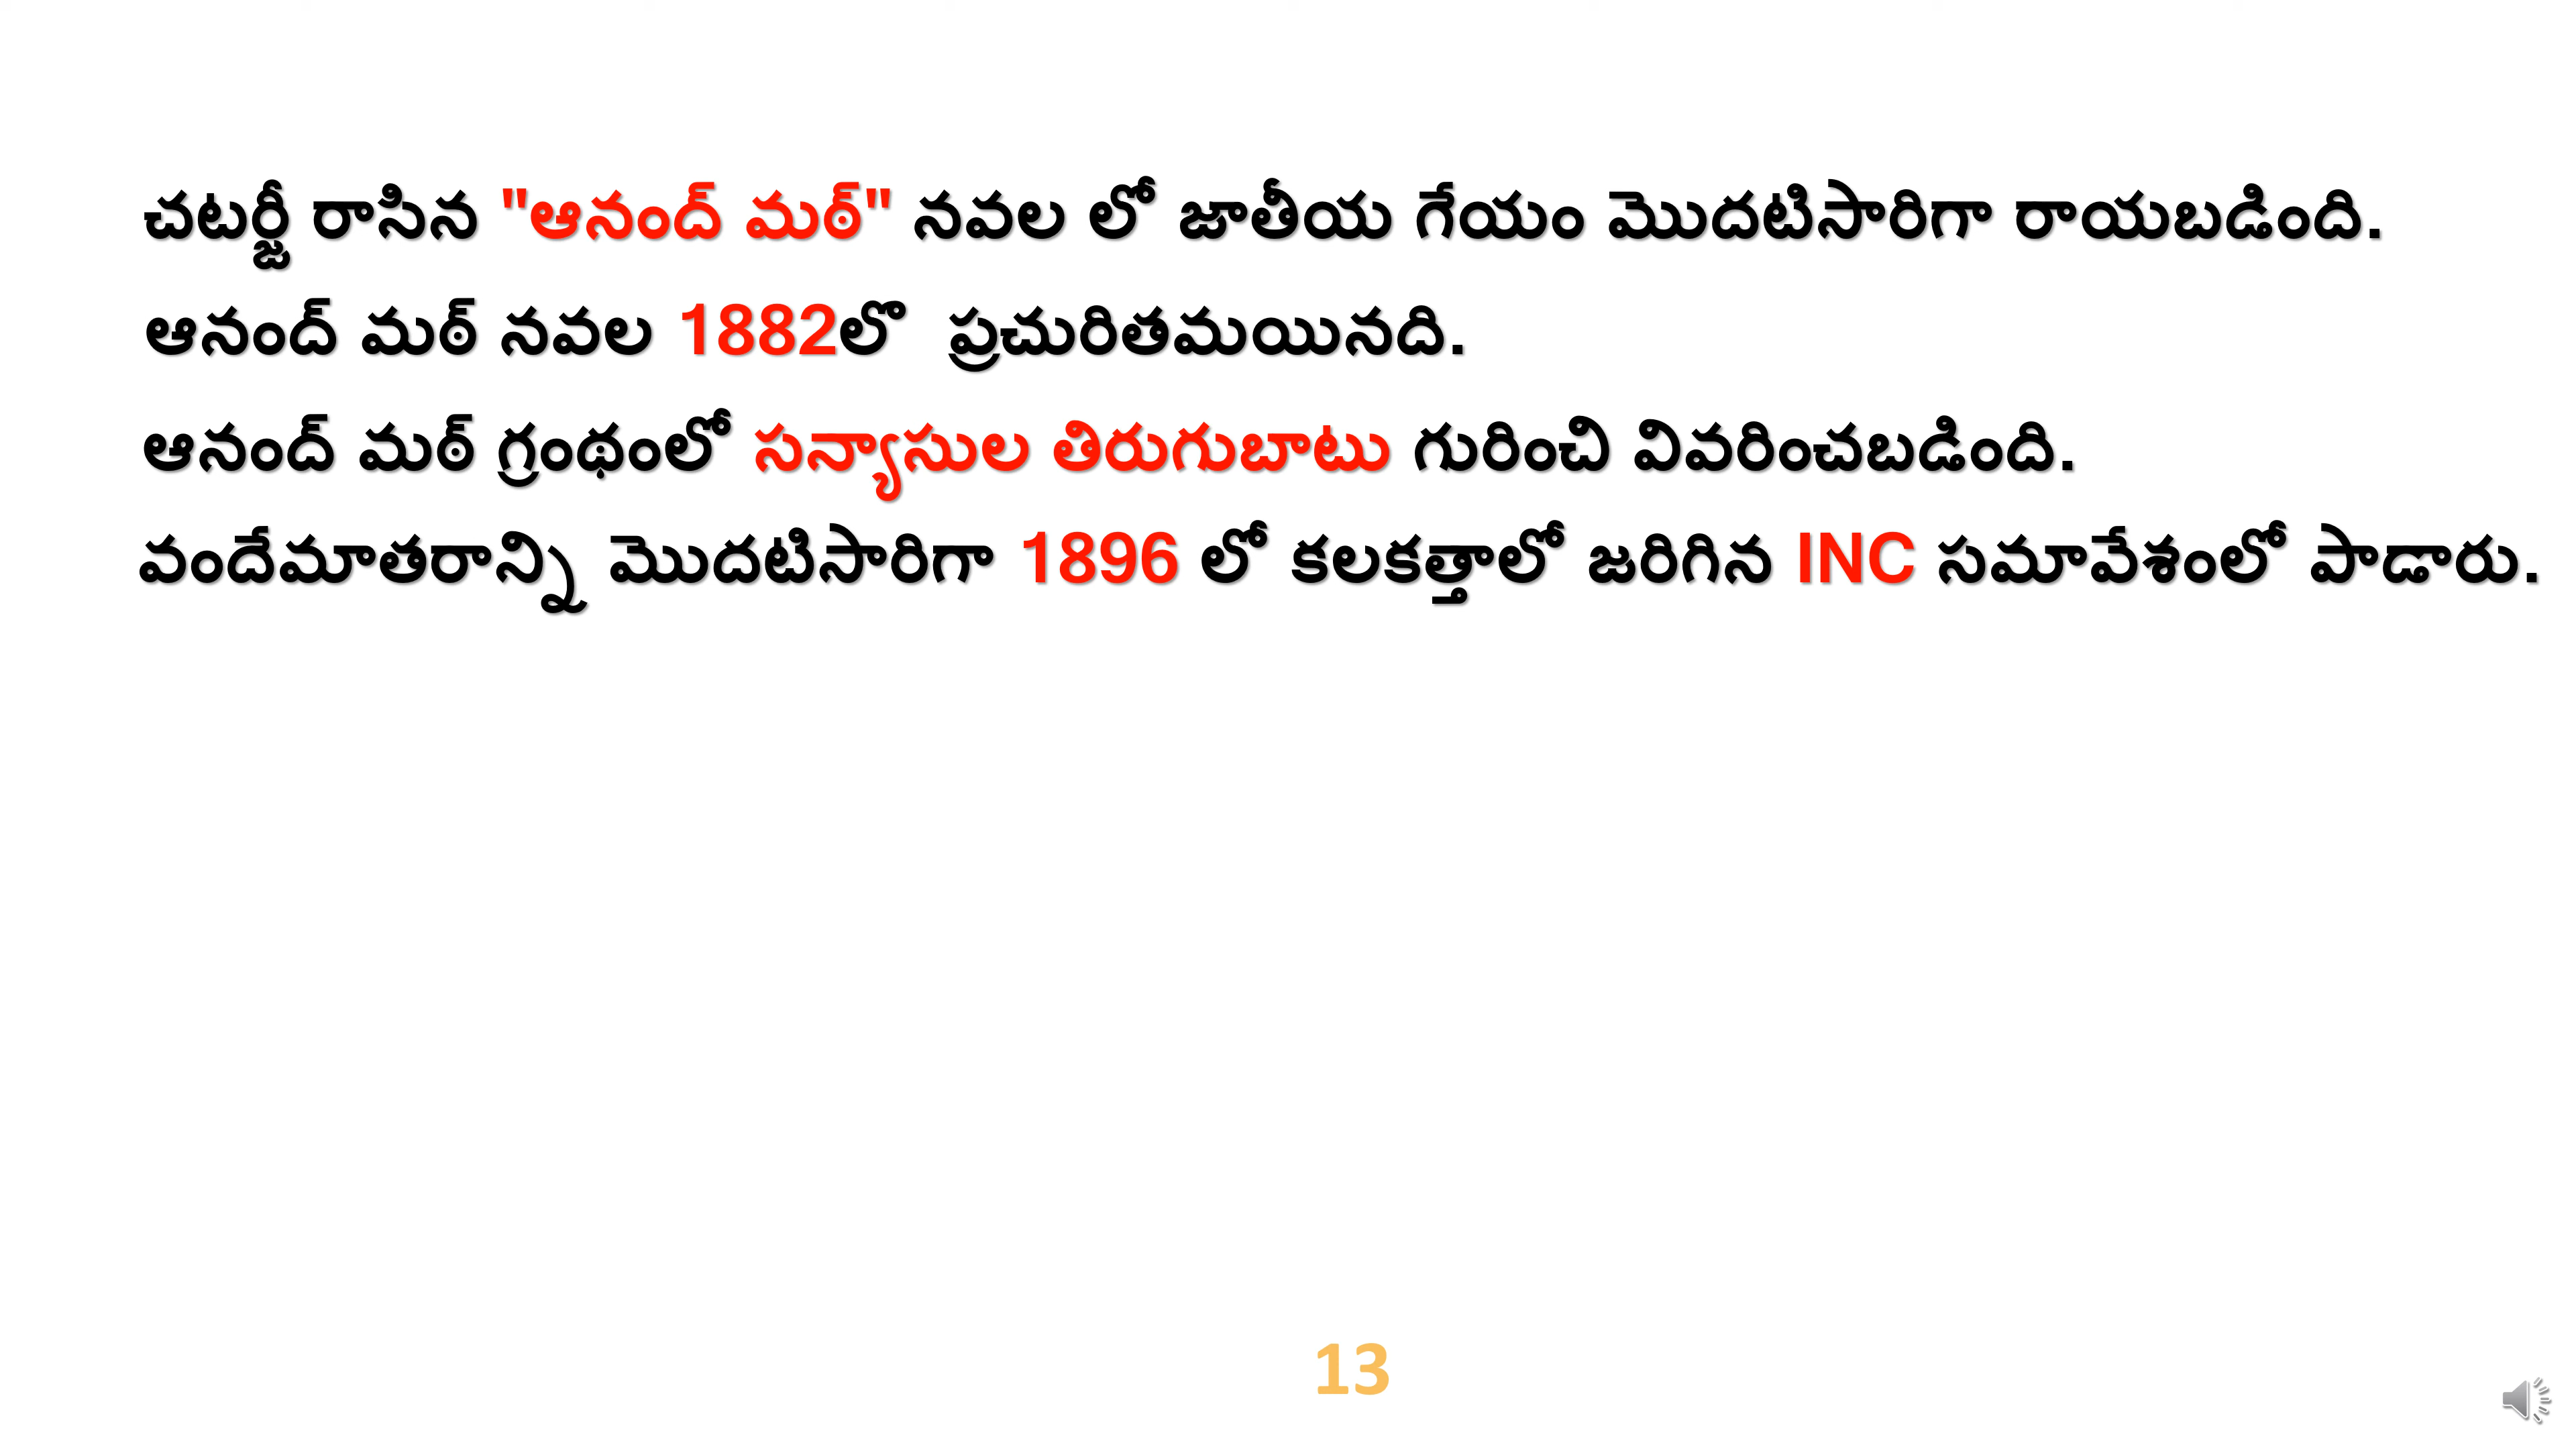 చటర్జీ రాసిన "ఆనంద్ మఠ్" నవల లో జాతీయ గేయం మొదటిసారిగా రాయబడింది.
ఆనంద్ మఠ్ నవల 1882లొ ప్రచురితమయినది.
ఆనంద్ మఠ్ గ్రంథంలో సన్యాసుల తిరుగుబాటు గురించి వివరించబడింది.
వందేమాతరాన్ని మొదటిసారిగా 1896 లో కలకత్తాలో జరిగిన INC సమావేశంలో పాడారు.
13